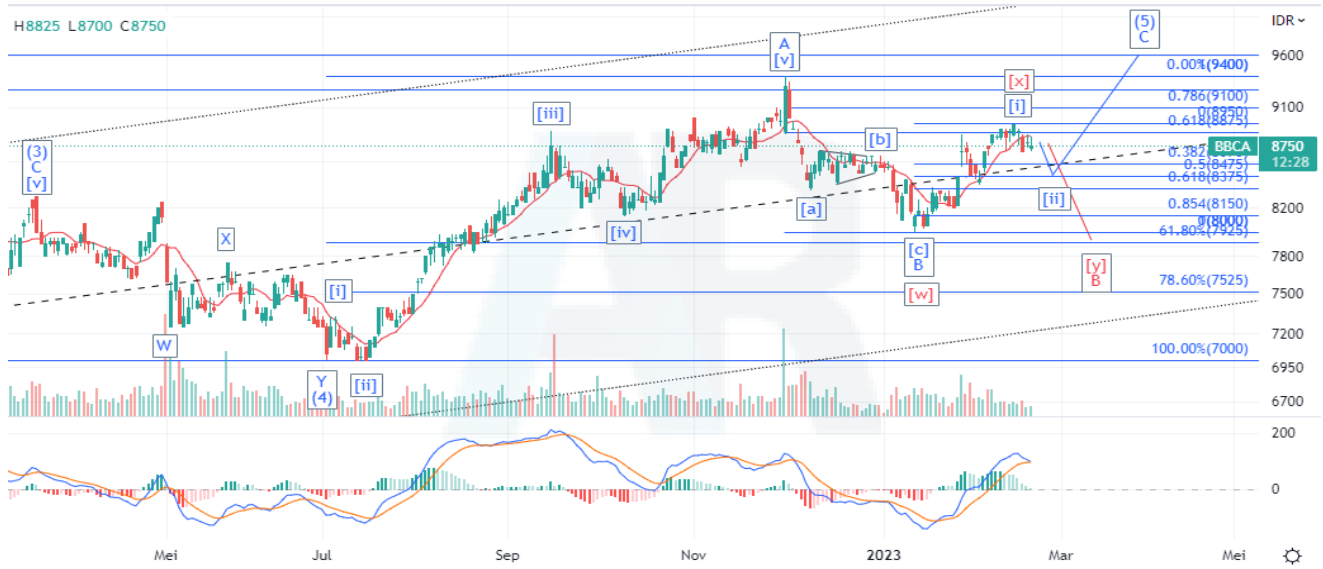 H8825 L8700 C8750
IDR
(5)
C
9600
A
[v]
0.00%(9400)
[x]
0.786(9100)
9100
[iii]
[i]
0(8950)
0.618(8875)
(3)
C
[v]
[b]
BBCA
8750
12:28
0.5(8475)
0.618(8375)
[a]
[ii]
0.854(8150)
8200
X
[iv]
0(8000)
61.80%(7925)
[c]
B
7800
[y]
B
[i]
[w]
78.60%(7525)
7500
7200
W
100.00%(7000)
6950
Y
(4)
[ii]
6700
200
0
Mei
Jul
Sep
Nov
2023
Mar
Mei